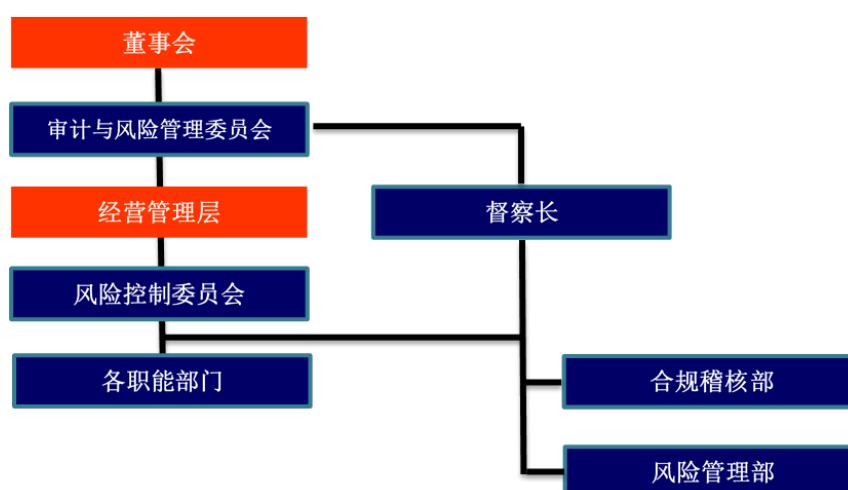 董事会
审计与风险管理委员会
经营管理层
督察长
风险控制委员会
各职能部门
合规稽核部
风险管理部